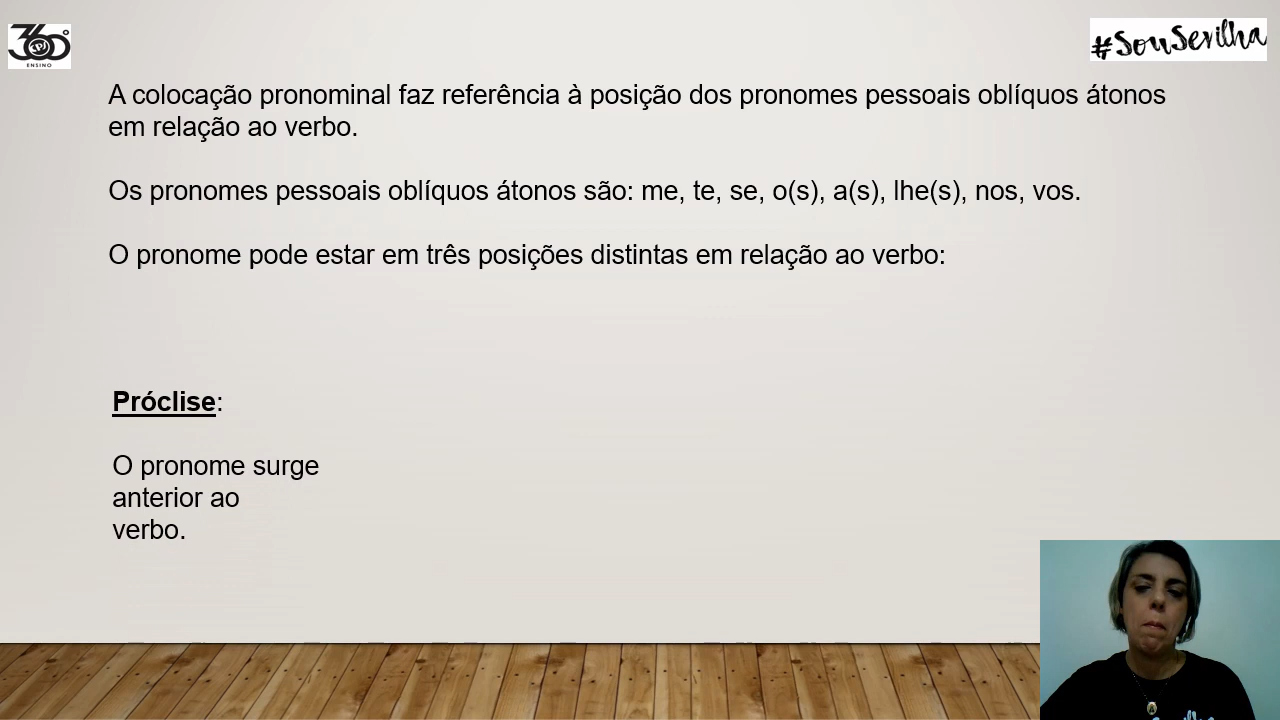 360°
ENSINO
#SouSevilha
A colocação pronominal faz referência à posição dos pronomes pessoais oblíquos átonos
em relação ao verbo.
Os pronomes pessoais oblíquos átonos são: me, te, se, o(s), a(s), lhe(s), nos, vos.
O pronome pode estar em três posições distintas em relação ao verbo:
Próclise:
O pronome surge
anterior ao
verbo.